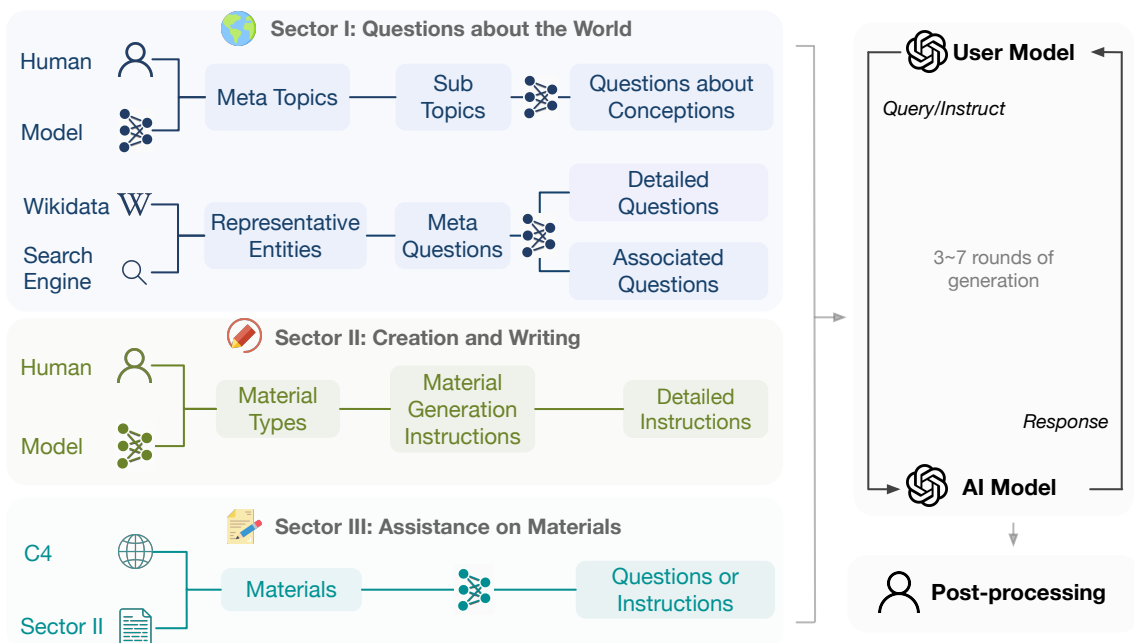 Sector I: Questions about the World
Human
Model
Meta Topics
Sub
Topics
Questions about
Conceptions
Wikidata
W
Search
Engine
Representative
Entities
Meta
Questions
Detailed
Questions
Associated
Questions
Sector II: Creation and Writing
Human
Model
Material
Types
Material
Generation
Instructions
Detailed
Instructions
Sector III: Assistance on Materials
C4
Sector II
Materials
Questions or
Instructions
User Model
Query/Instruct
3~7 rounds of
generation
Response
AI Model
Post-processing